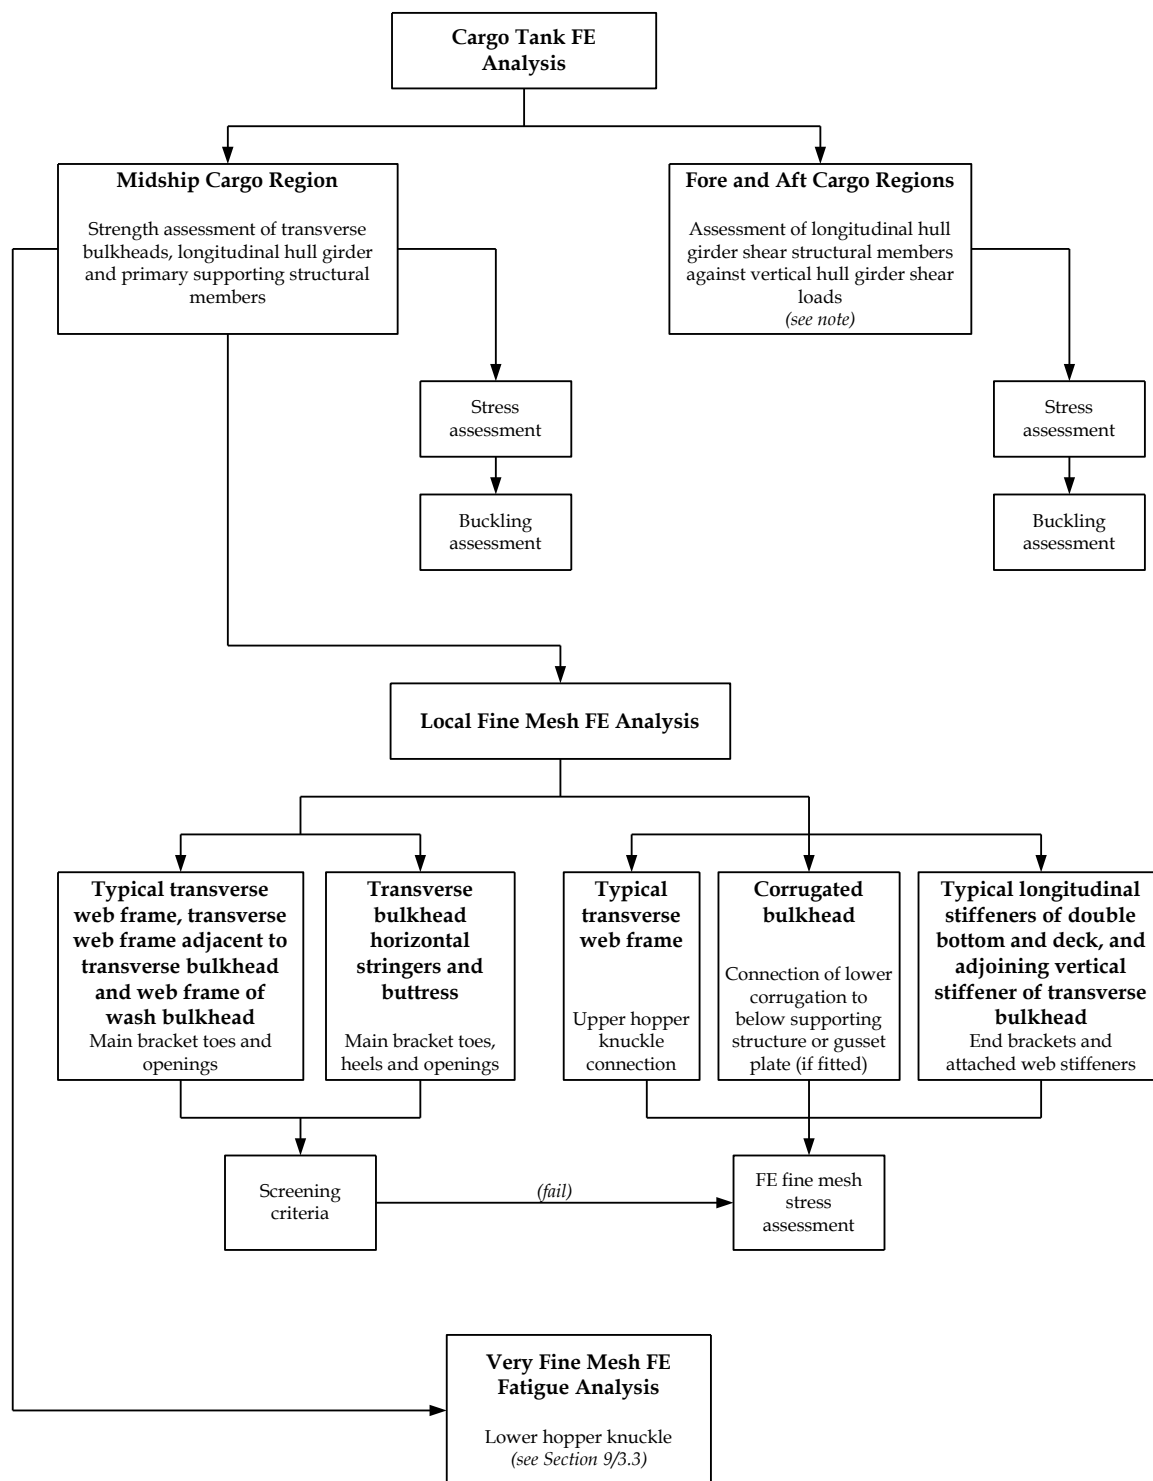 Cargo Tank FE
Analysis
Midship Cargo Region
Strength assessment of transverse
bulkheads, longitudinal hull girder
and primary supporting structural
members
Fore and Aft Cargo Regions
Assessment of longitudinal hull
girder shear structural members
against vertical hull girder shear
loads
(see note)
Stress
assessment
Buckling
assessment
Stress
assessment
Buckling
assessment
Local Fine Mesh FE Analysis
Typical transverse
web frame, transverse
web frame adjacent to
transverse bulkhead
and web frame of
wash bulkhead
Main bracket toes and
openings
Transverse
bulkhead
horizontal
stringers and
buttress
Main bracket toes,
heels and openings
Typical
transverse
web frame
Upper hopper
knuckle
connection
Corrugated
bulkhead
Connection of lower
corrugation to
below supporting
structure or gusset
plate (if fitted)
Typical longitudinal
stiffeners of double
bottom and deck, and
adjoining vertical
stiffener of transverse
bulkhead
End brackets and
attached web stiffeners
Screening
criteria
(fail)
FE fine mesh
stress
assessment
Very Fine Mesh FE
Fatigue Analysis
Lower hopper knuckle
(see Section 9/3.3)